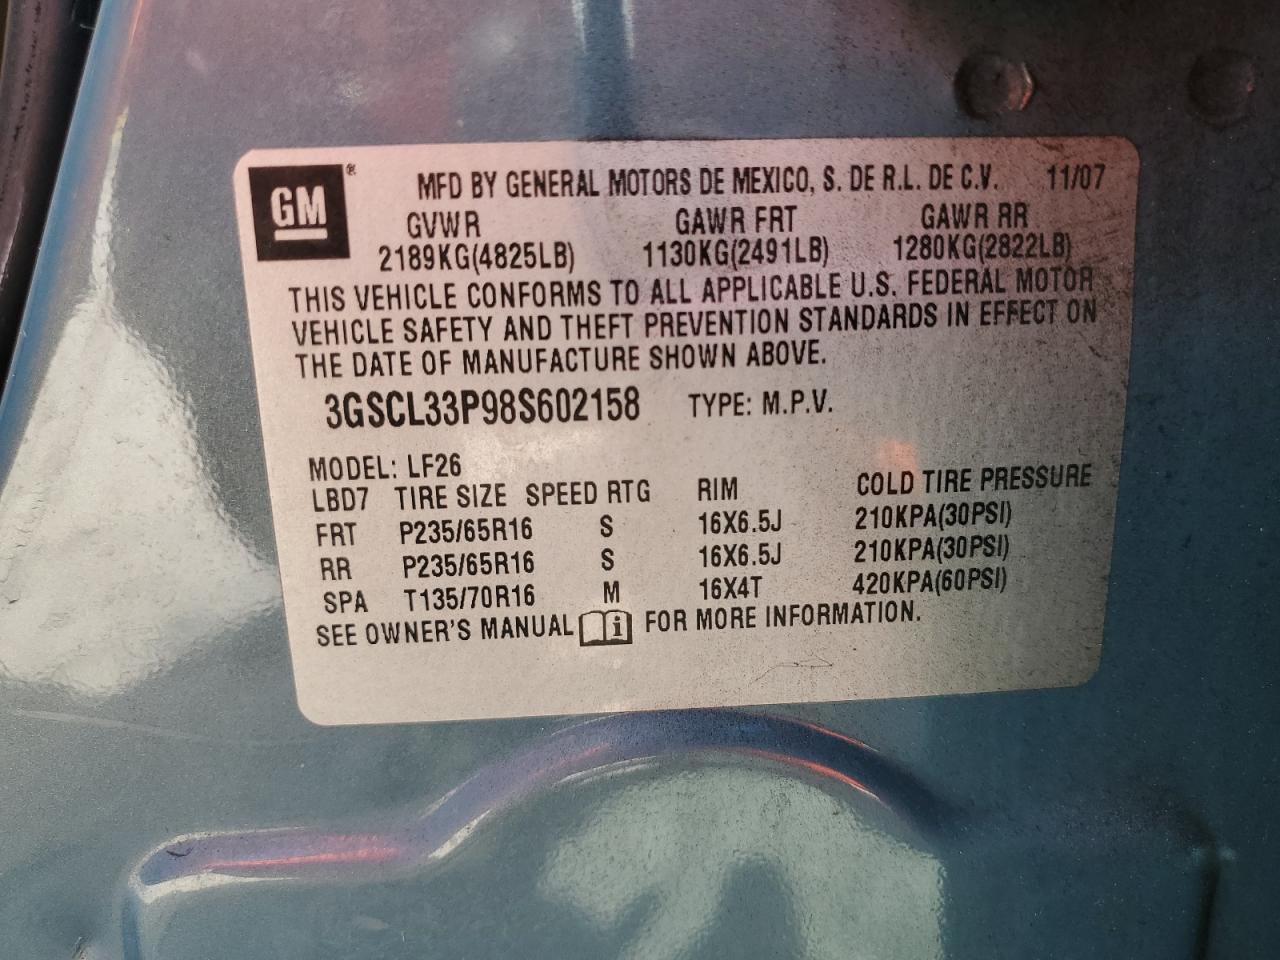 GM ® MFD BY GENERAL MOTORS DE MEXICO, S. DE R.L. DE C.V. 11/07
GVWR GAWR FRT GAWR RR
2189KG(4825LB) 1130KG(2491LB) 1280KG(2822LB)
THIS VEHICLE CONFORMS TO ALL APPLICABLE U.S. FEDERAL MOTOR
VEHICLE SAFETY AND THEFT PREVENTION STANDARDS IN EFFECT ON
THE DATE OF MANUFACTURE SHOWN ABOVE.
3GSCL33P98S602158 TYPE: M.P.V.
MODEL: LF26
LBD7 TIRE SIZE SPEED RTG RIM COLD TIRE PRESSURE
FRT P235/65R16 S 16X6.5J 210KPA(30PSI)
RR P235/65R16 S 16X6.5J 210KPA(30PSI)
SPA T135/70R16 M 16X4T 420KPA(60PSI)
SEE OWNER'S MANUAL i FOR MORE INFORMATION.